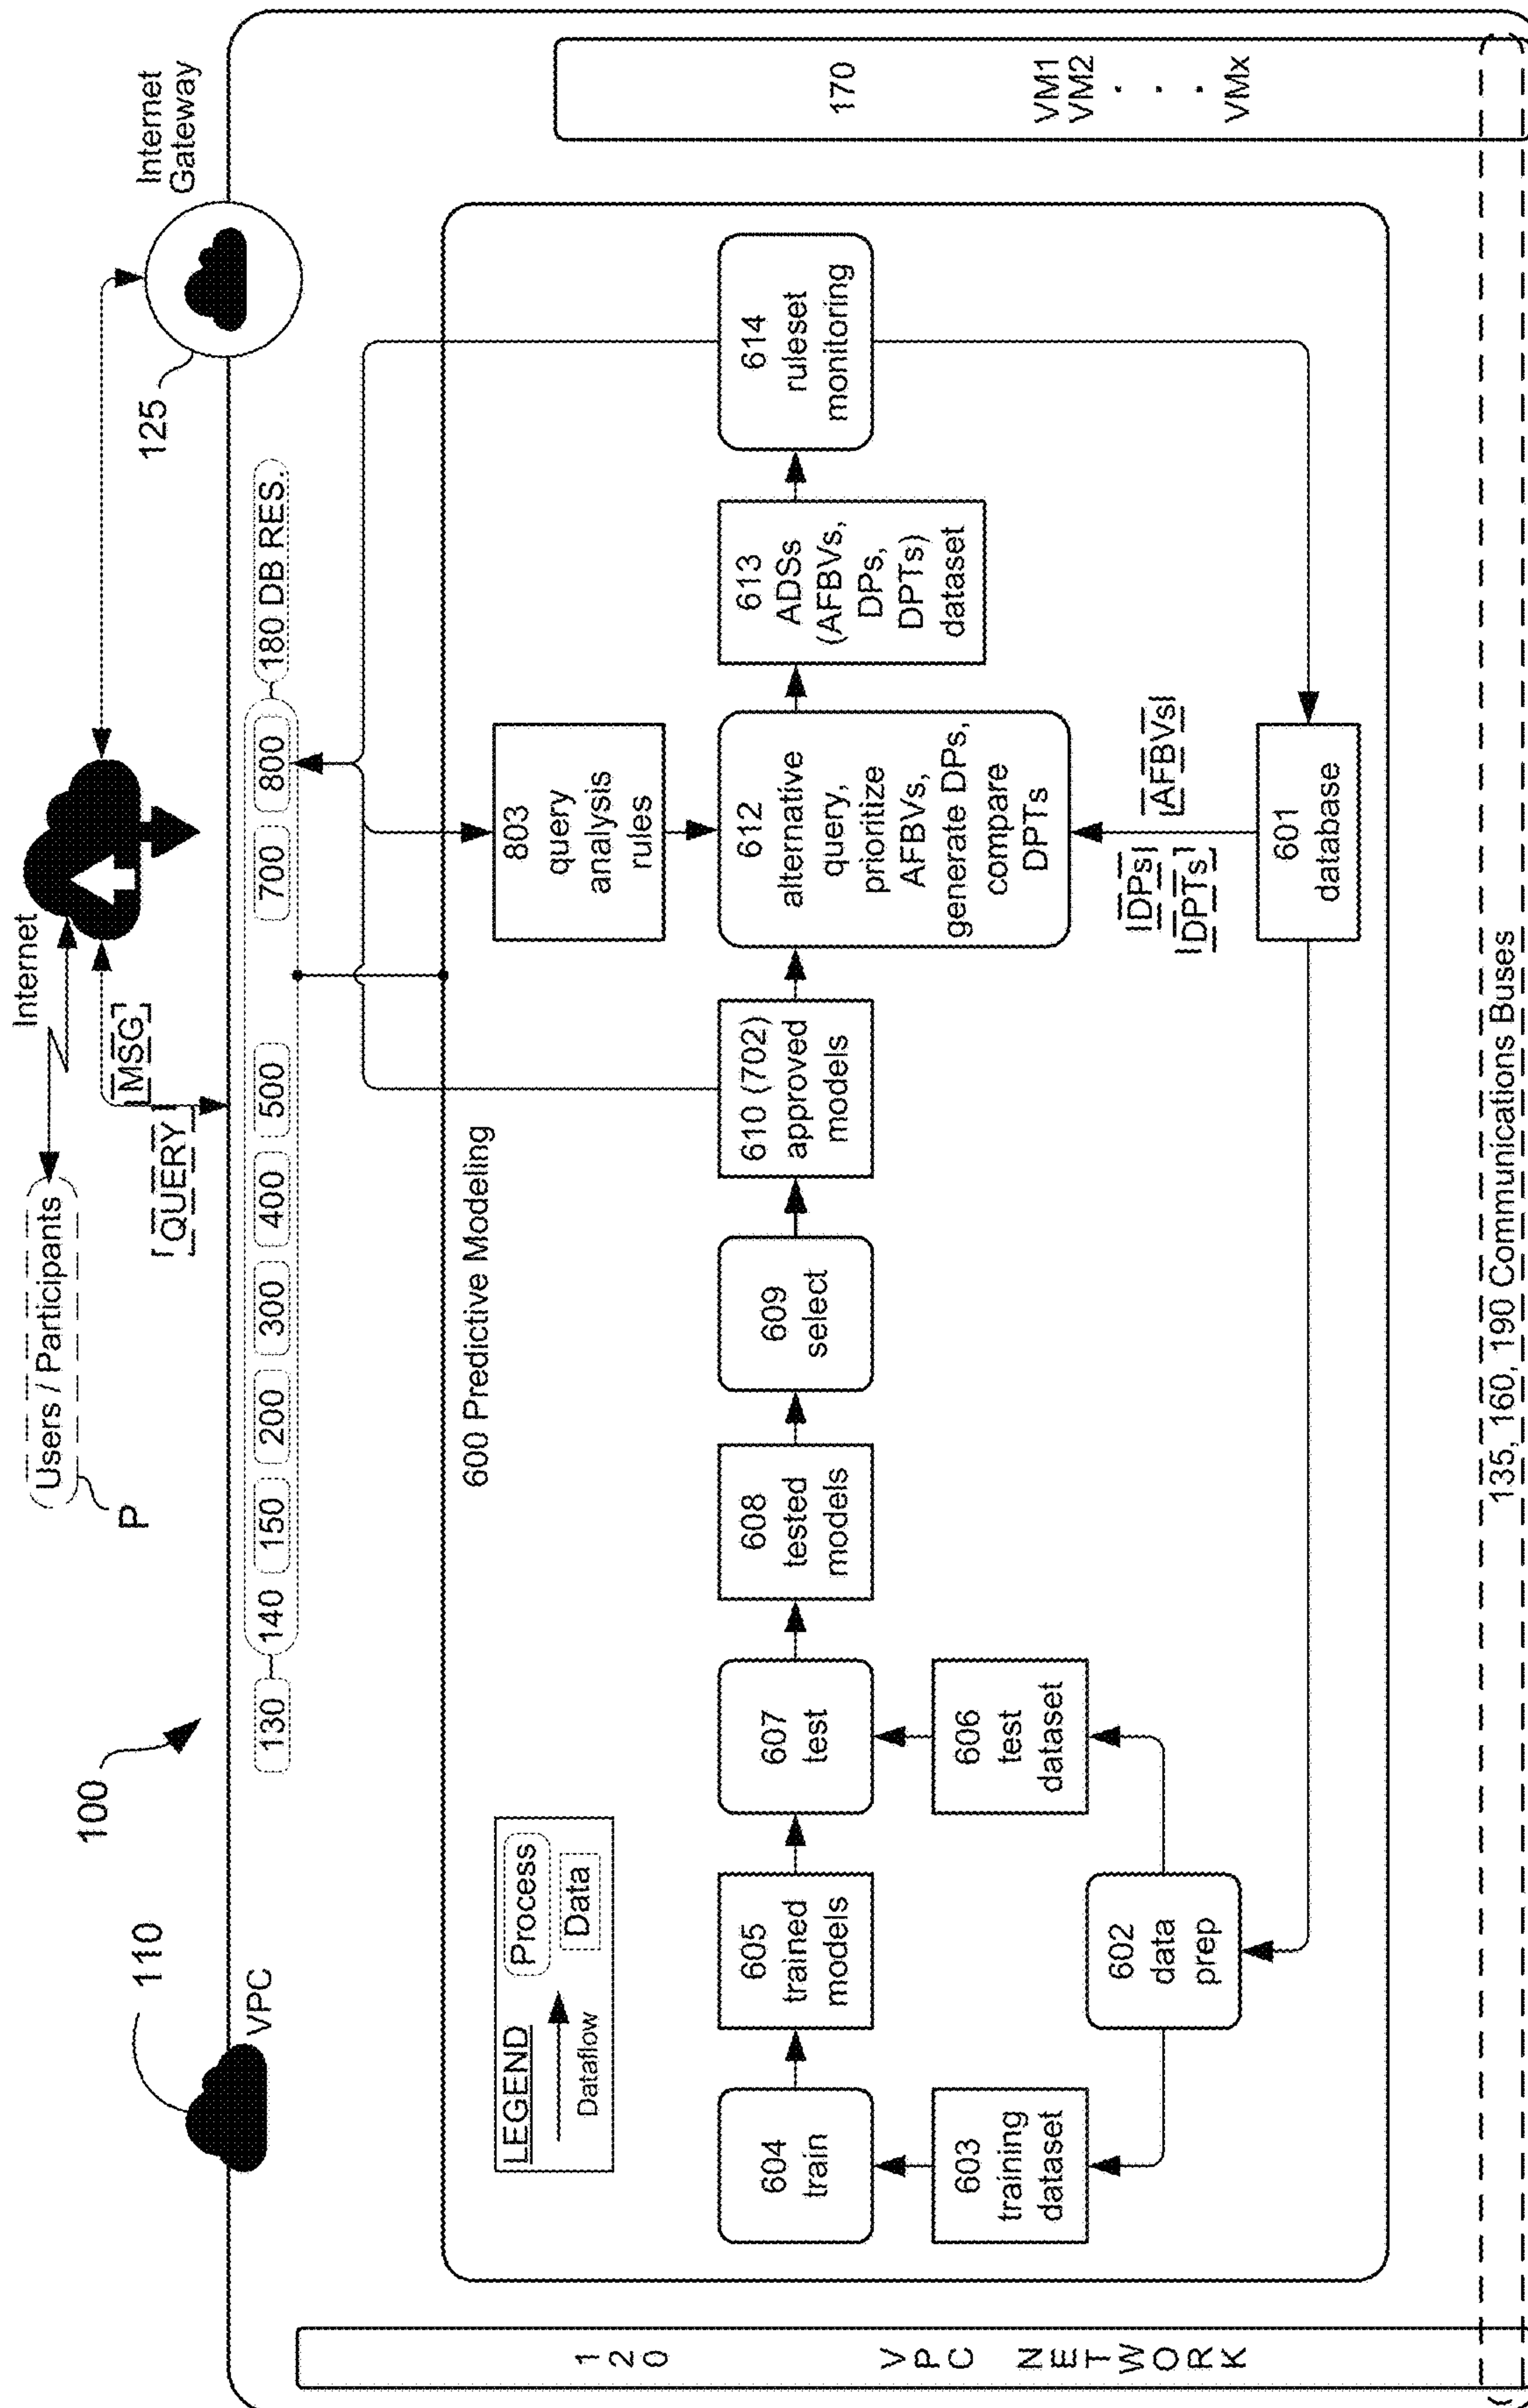 Users / Participants
P
Internet
MSG
QUERY
Internet
Gateway
125
100
110
VPC
130
140
150
200
300
400
500
700
800
180 DB RES.
600 Predictive Modeling
LEGEND
Process
Data
Dataflow
803
query
analysis
rules
604
train
605
trained
models
607
test
608
tested
models
609
select
610 (702)
approved
models
612
alternative
query,
prioritize
AFBVs,
generate DPs,
compare
DPTs
613
ADSs
(AFBVs,
DPs,
DPTs)
dataset
614
ruleset
monitoring
603
training
dataset
606
test
dataset
602
data
prep
DPs
DPTs
AFBVs
601
database
120
VPC NETWORK
170
VM1
VM2
.
.
.
VMx
135, 160, 190 Communications Buses